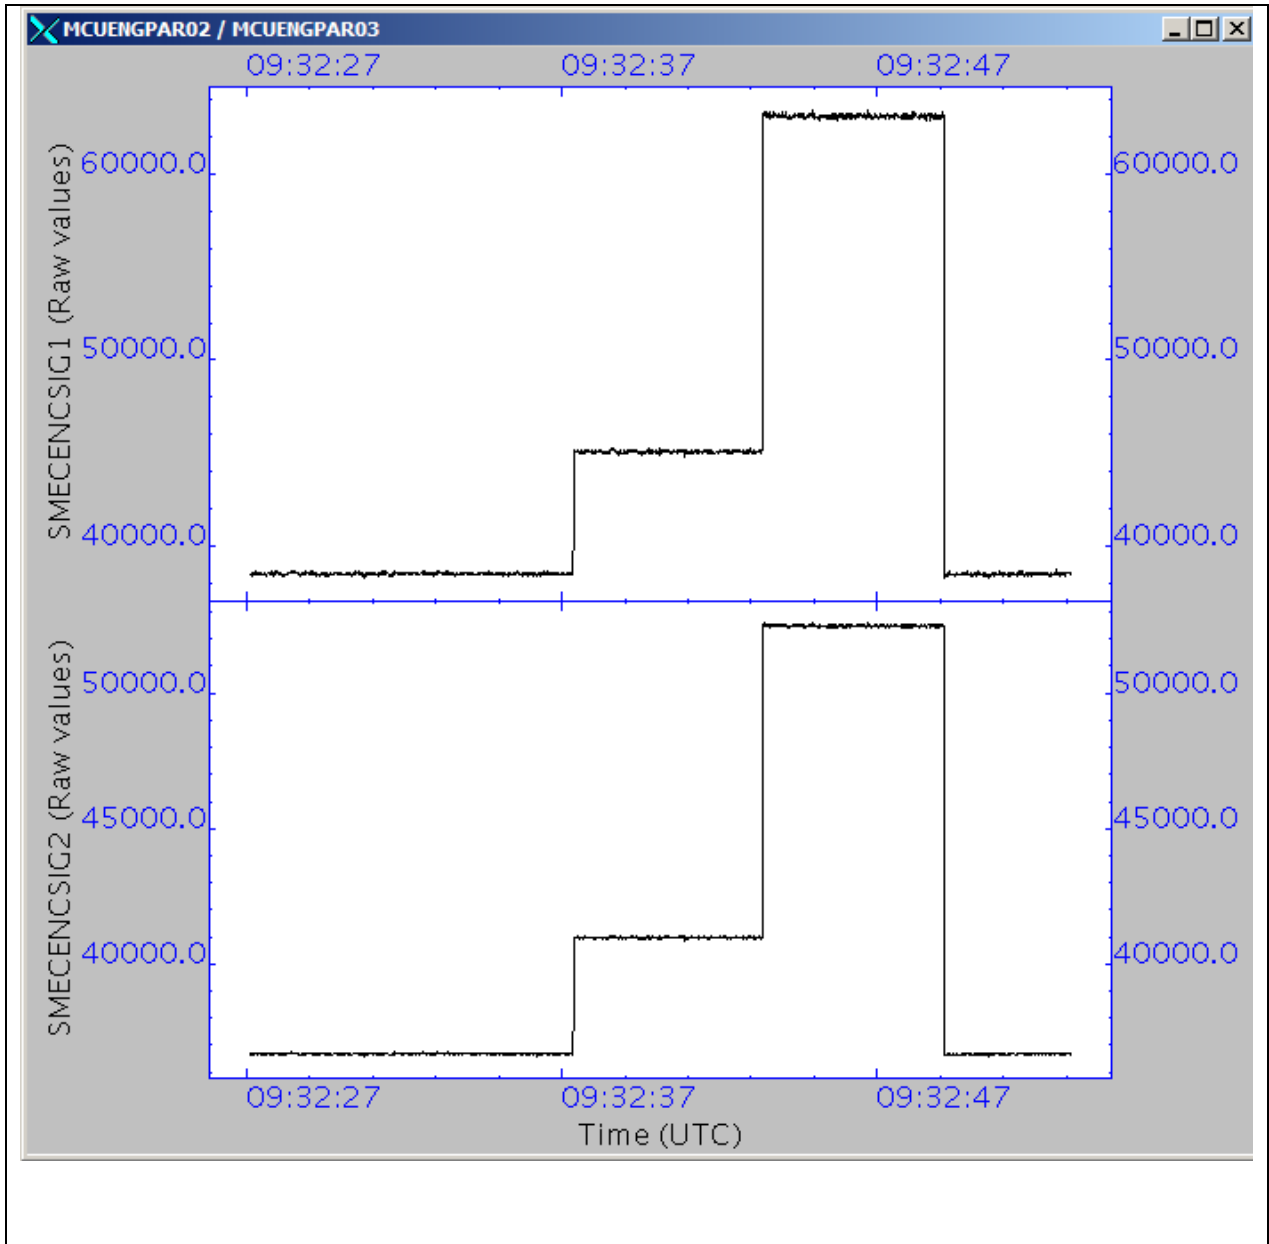 MCUENGPAR02 / MCUENGPAR03
09:32:27 09:32:37 09:32:47
SMECENCSIG1 (Raw values)
60000.0 60000.0
50000.0 50000.0
40000.0 40000.0
SMECENCSIG2 (Raw values)
50000.0 50000.0
45000.0 45000.0
40000.0 40000.0
09:32:27 09:32:37 09:32:47
Time (UTC)